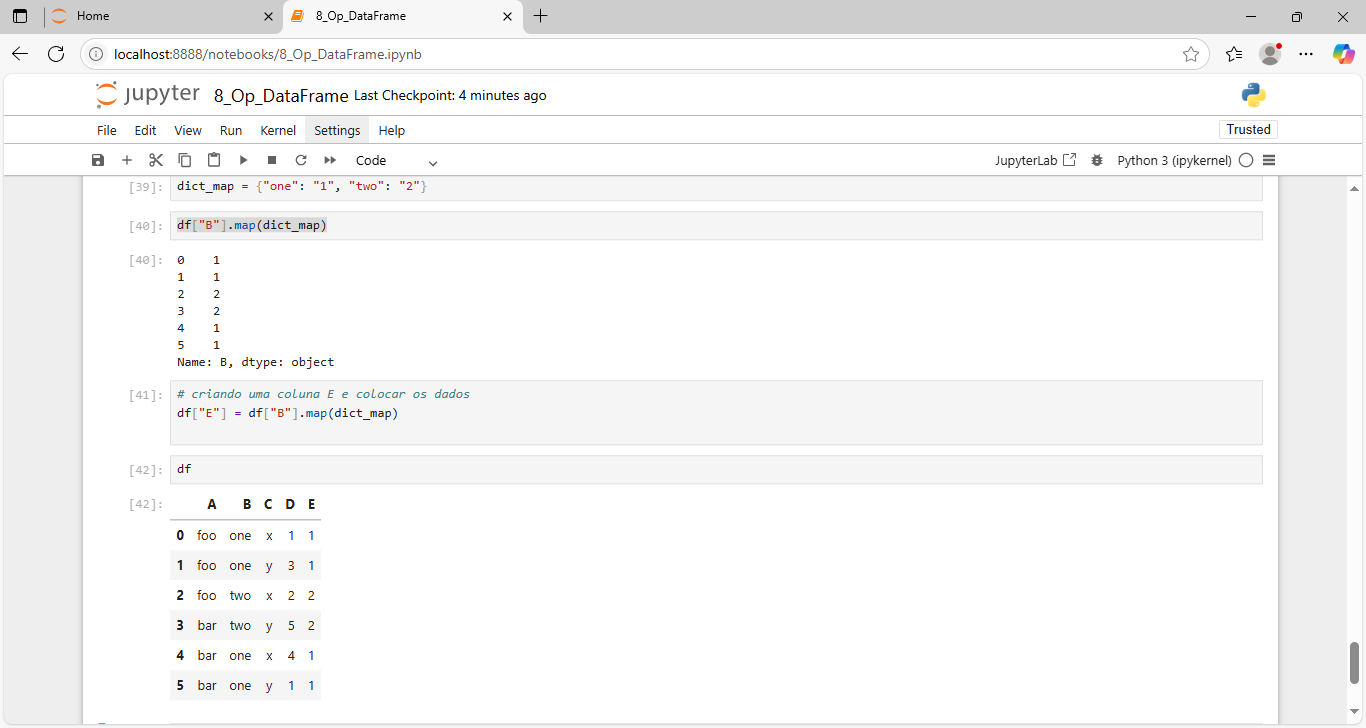 Home
8_Op_DataFrame
localhost:8888/notebooks/8_Op_DataFrame.ipynb
jupyter 8_Op_DataFrame Last Checkpoint: 4 minutes ago
File Edit View Run Kernel Settings Help
Trusted
Code
JupyterLab
Python 3 (ipykernel)
[39]: dict_map = {"one": "1", "two": "2"}
[40]: df["B"].map(dict_map)
[40]: 0 1
1 1
2 2
3 2
4 1
5 1
Name: B, dtype: object
[41]: # criando uma coluna E e colocar os dados
df["E"] = df["B"].map(dict_map)
[42]: df
[42]: A B C D E
0 foo one x 1 1
1 foo one y 3 1
2 foo two x 2 2
3 bar two y 5 2
4 bar one x 4 1
5 bar one y 1 1